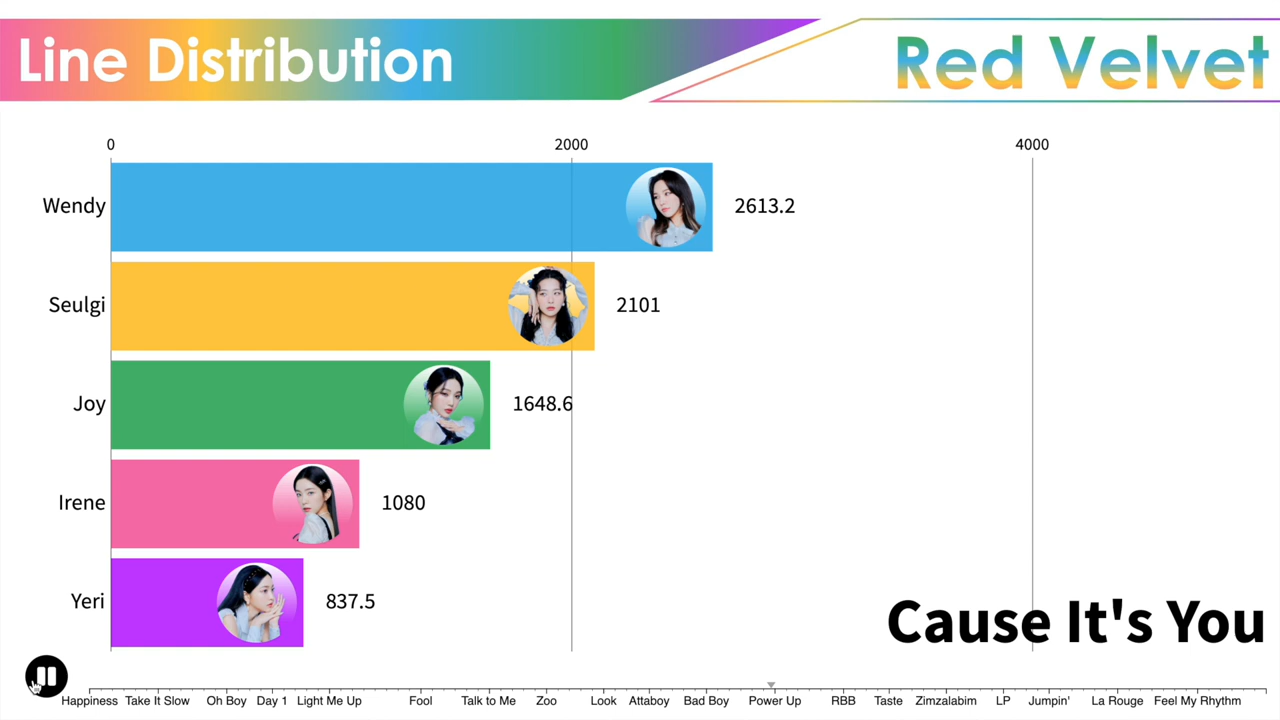 Line Distribution
Red Velvet
0 2000 4000
Wendy 2613.2
Seulgi 2101
Joy 1648.6
Irene 1080
Yeri 837.5
Cause It's You
Happiness Take It Slow Oh Boy Day 1 Light Me Up Fool Talk to Me Zoo Look Attaboy Bad Boy Power Up RBB Taste Zimzalabim LP Jumpin' La Rouge Feel My Rhythm